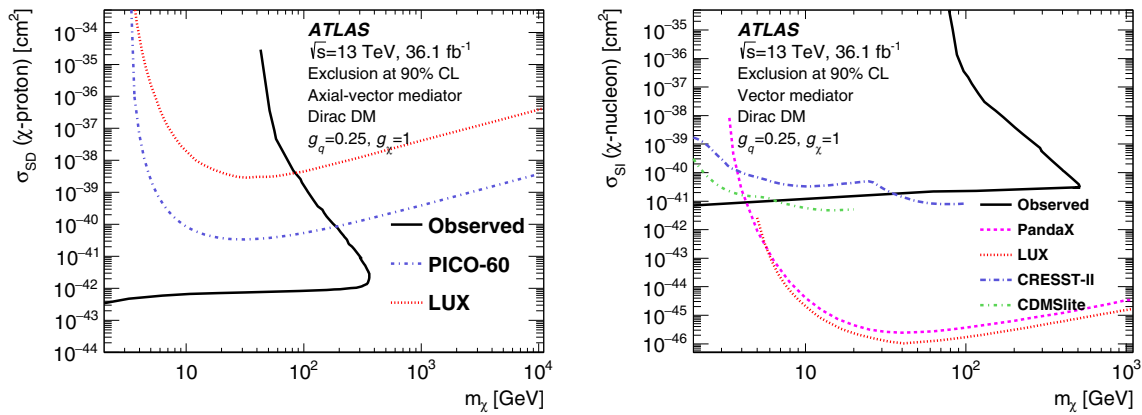 σSD (χ-proton) [cm²]
10⁻³⁴
10⁻³⁵
10⁻³⁶
10⁻³⁷
10⁻³⁸
10⁻³⁹
10⁻⁴⁰
10⁻⁴¹
10⁻⁴²
10⁻⁴³
10⁻⁴⁴
ATLAS
√s=13 TeV, 36.1 fb⁻¹
Exclusion at 90% CL
Axial-vector mediator
Dirac DM
g_q=0.25, g_χ=1
Observed
PICO-60
LUX
10 10² 10³ 10⁴
m_χ [GeV]
σSI (χ-nucleon) [cm²]
10⁻³⁵
10⁻³⁶
10⁻³⁷
10⁻³⁸
10⁻³⁹
10⁻⁴⁰
10⁻⁴¹
10⁻⁴²
10⁻⁴³
10⁻⁴⁴
10⁻⁴⁵
10⁻⁴⁶
ATLAS
√s=13 TeV, 36.1 fb⁻¹
Exclusion at 90% CL
Vector mediator
Dirac DM
g_q=0.25, g_χ=1
Observed
PandaX
LUX
CRESST-II
CDMSlite
10 10² 10³
m_χ [GeV]